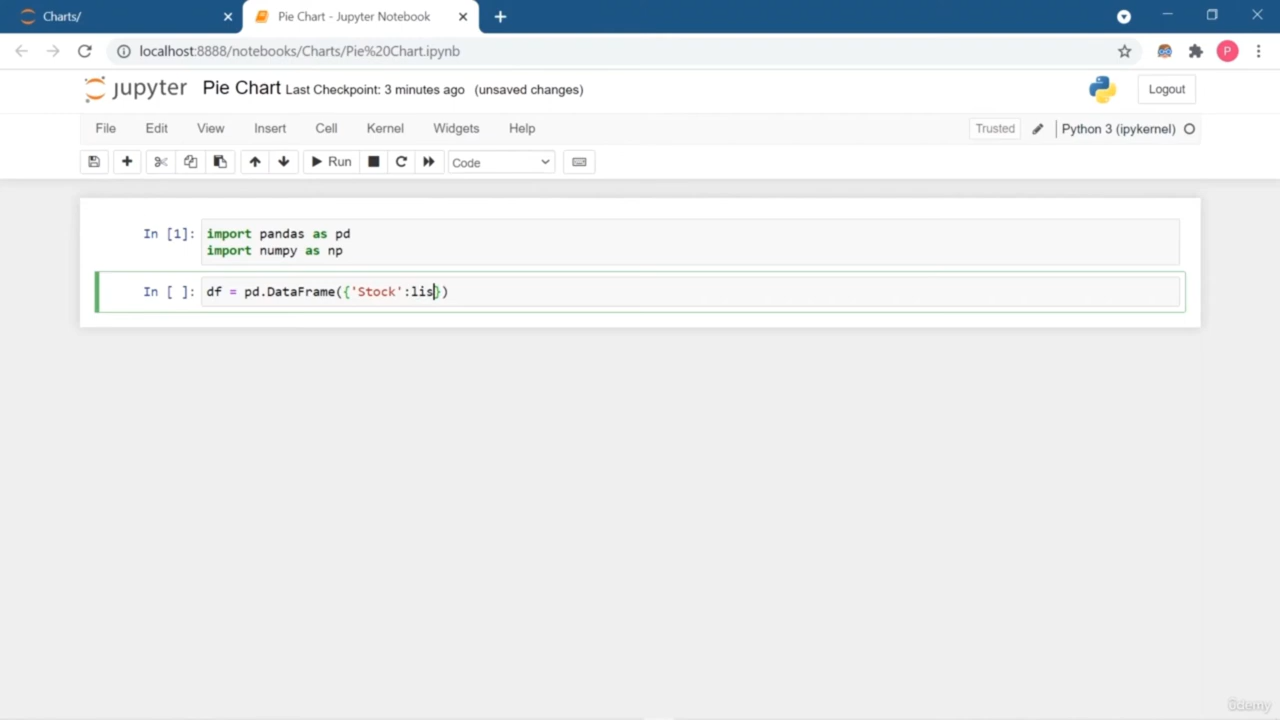 Charts/
Pie Chart - Jupyter Notebook
localhost:8888/notebooks/Charts/Pie%20Chart.ipynb
P
jupyter Pie Chart Last Checkpoint: 3 minutes ago (unsaved changes)
Logout
File Edit View Insert Cell Kernel Widgets Help
Trusted Python 3 (ipykernel)
Run Code
In [1]: import pandas as pd
import numpy as np
In [ ]: df = pd.DataFrame({'Stock':lis})
ûdemy